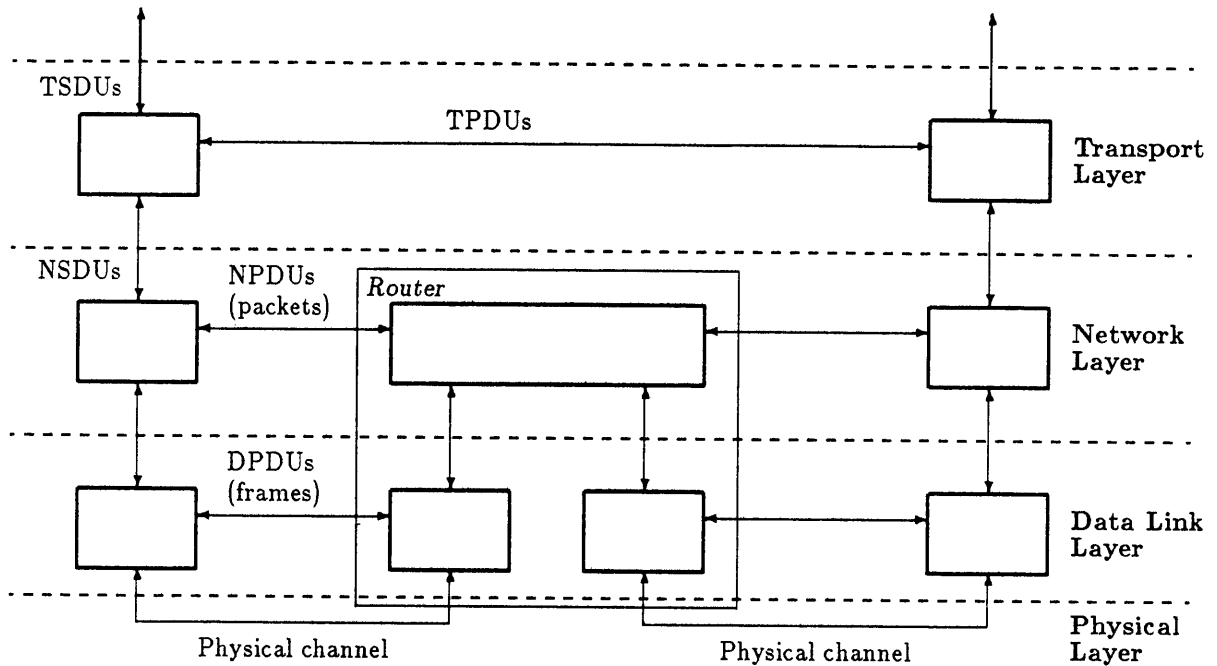 TSDUs
TPDUs
Transport
Layer
NSDUs
NPDUs
(packets)
Router
Network
Layer
DPDUs
(frames)
Data Link
Layer
Physical channel
Physical channel
Physical
Layer